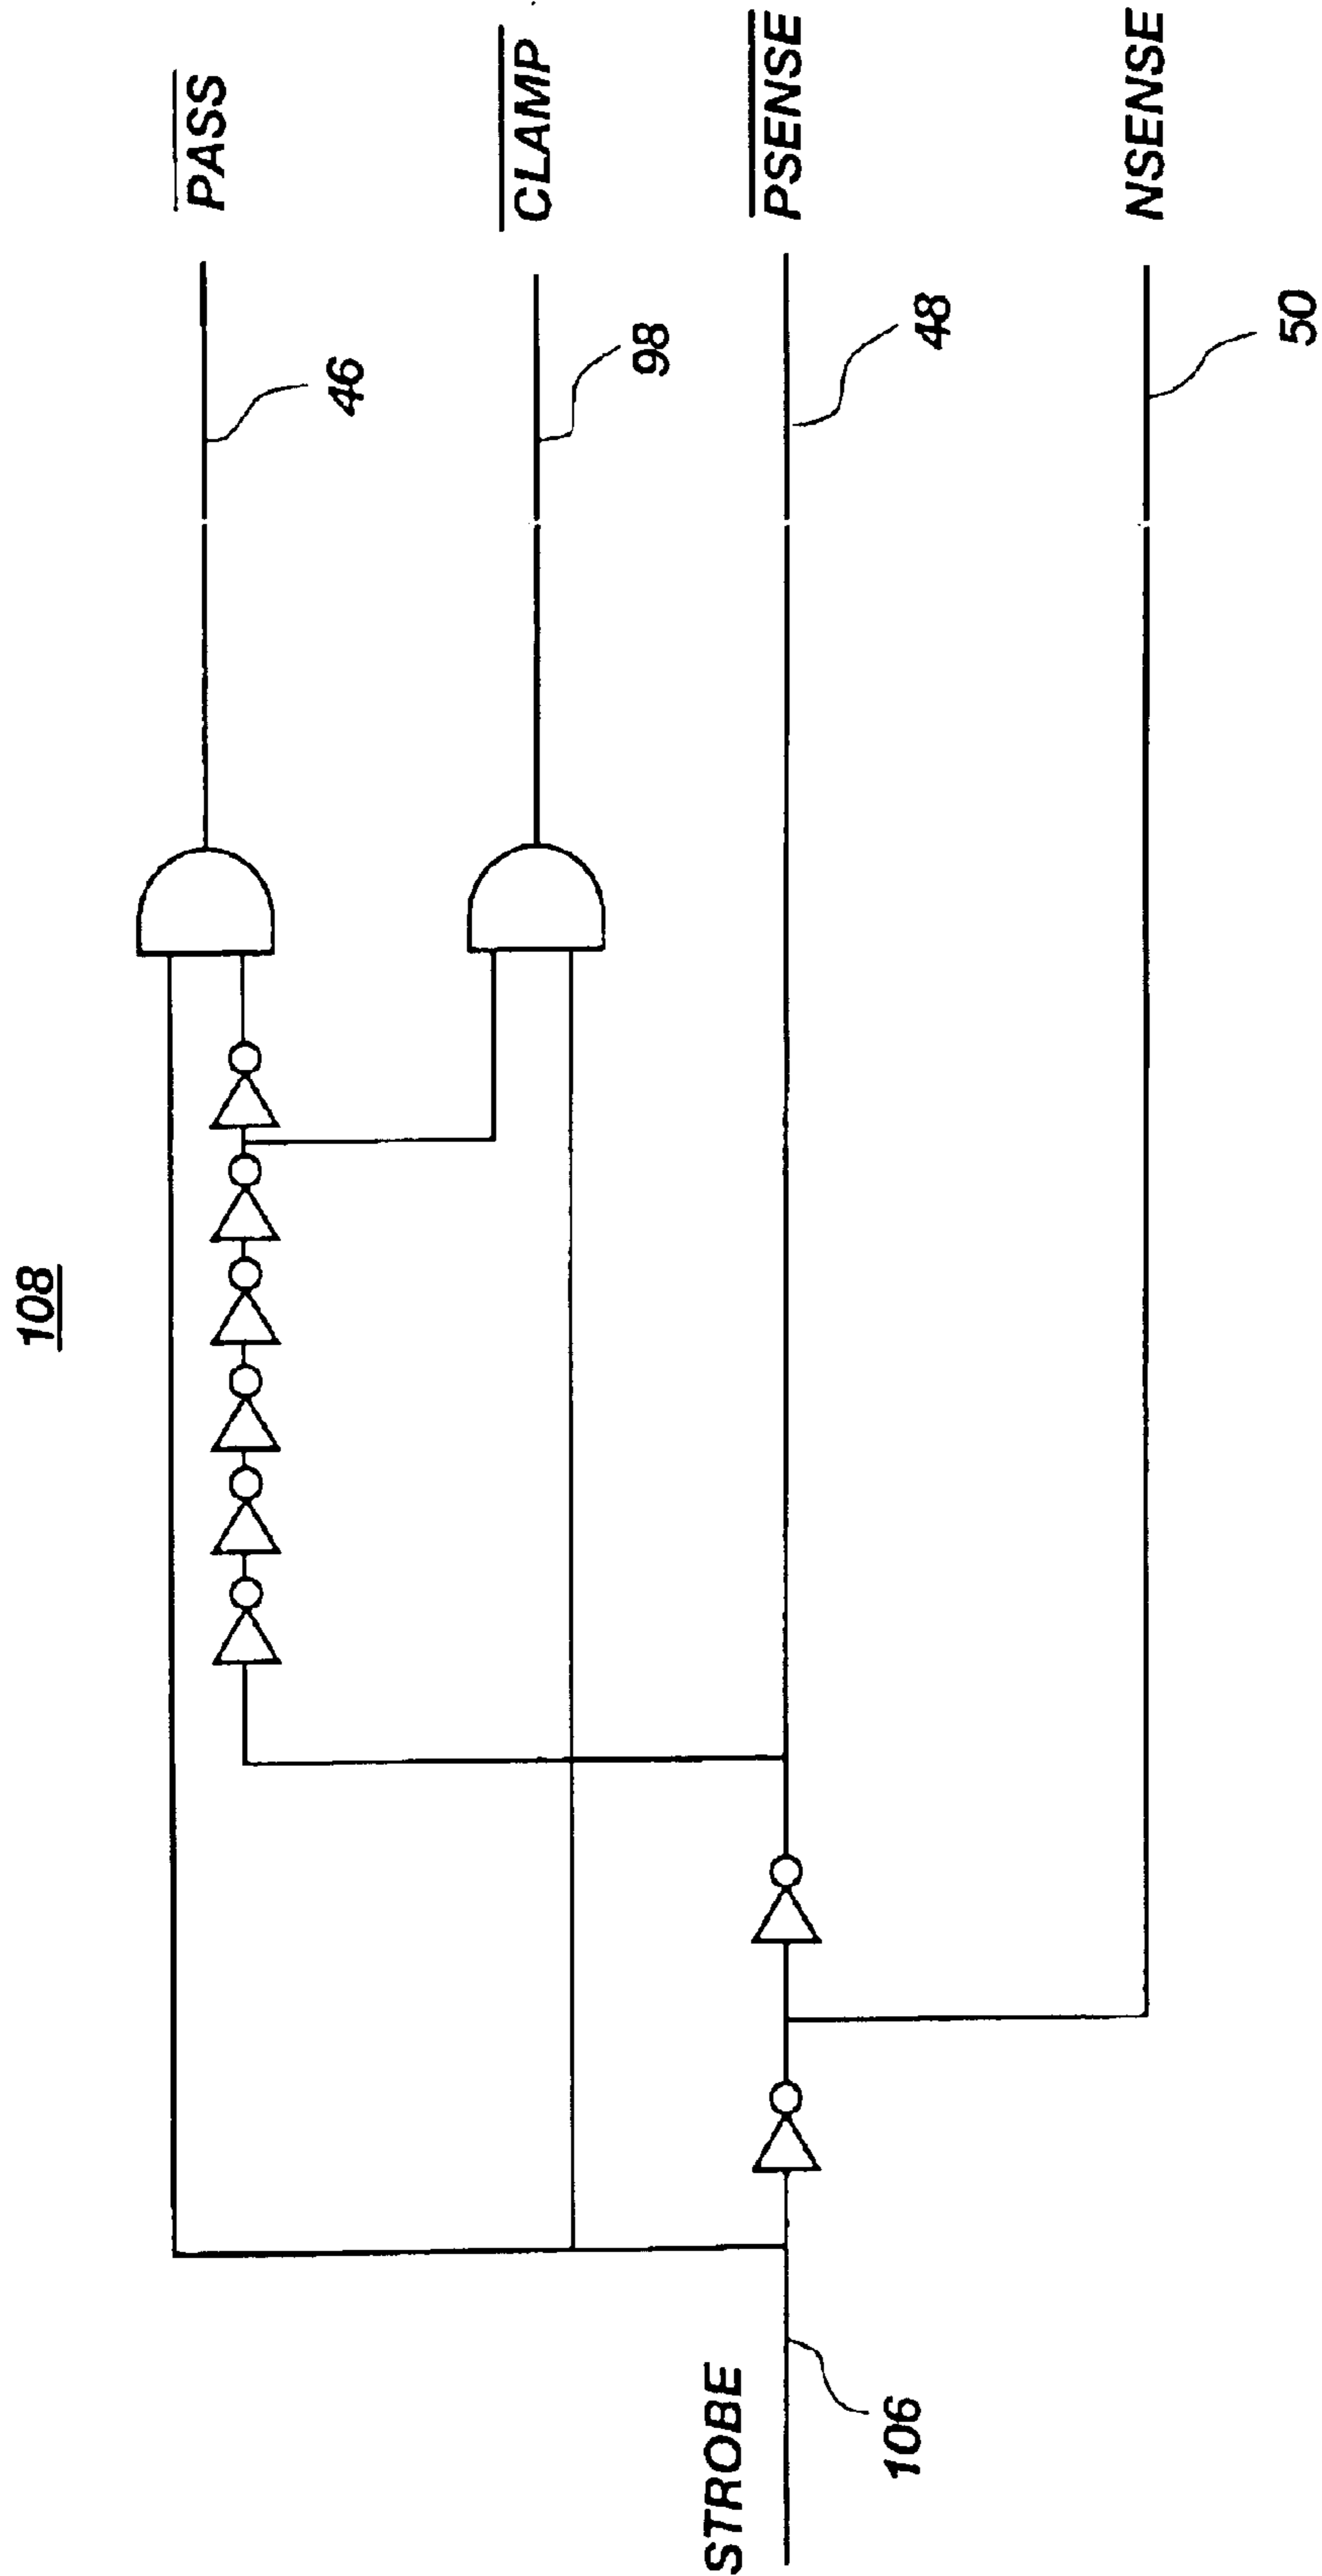 108
PASS
46
CLAMP
98
PSENSE
48
NSENSE
50
STROBE
106